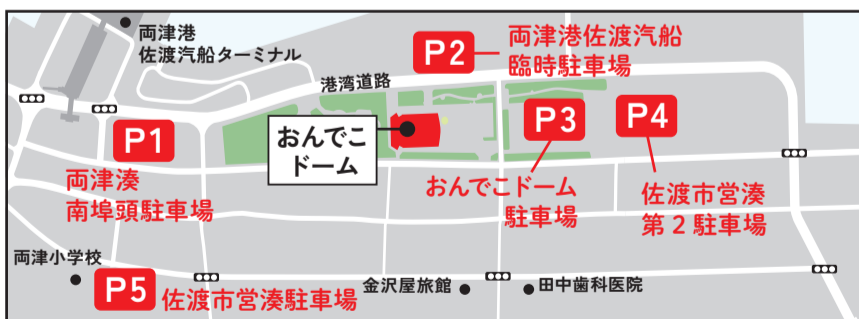 両津港
佐渡汽船ターミナル
P2
両津港佐渡汽船
臨時駐車場
港湾道路
P1
両津湊
南埠頭駐車場
おんでこ
ドーム
P3
おんでこドーム
駐車場
P4
佐渡市営湊
第2駐車場
両津小学校
P5
佐渡市営湊駐車場
金沢屋旅館
田中歯科医院